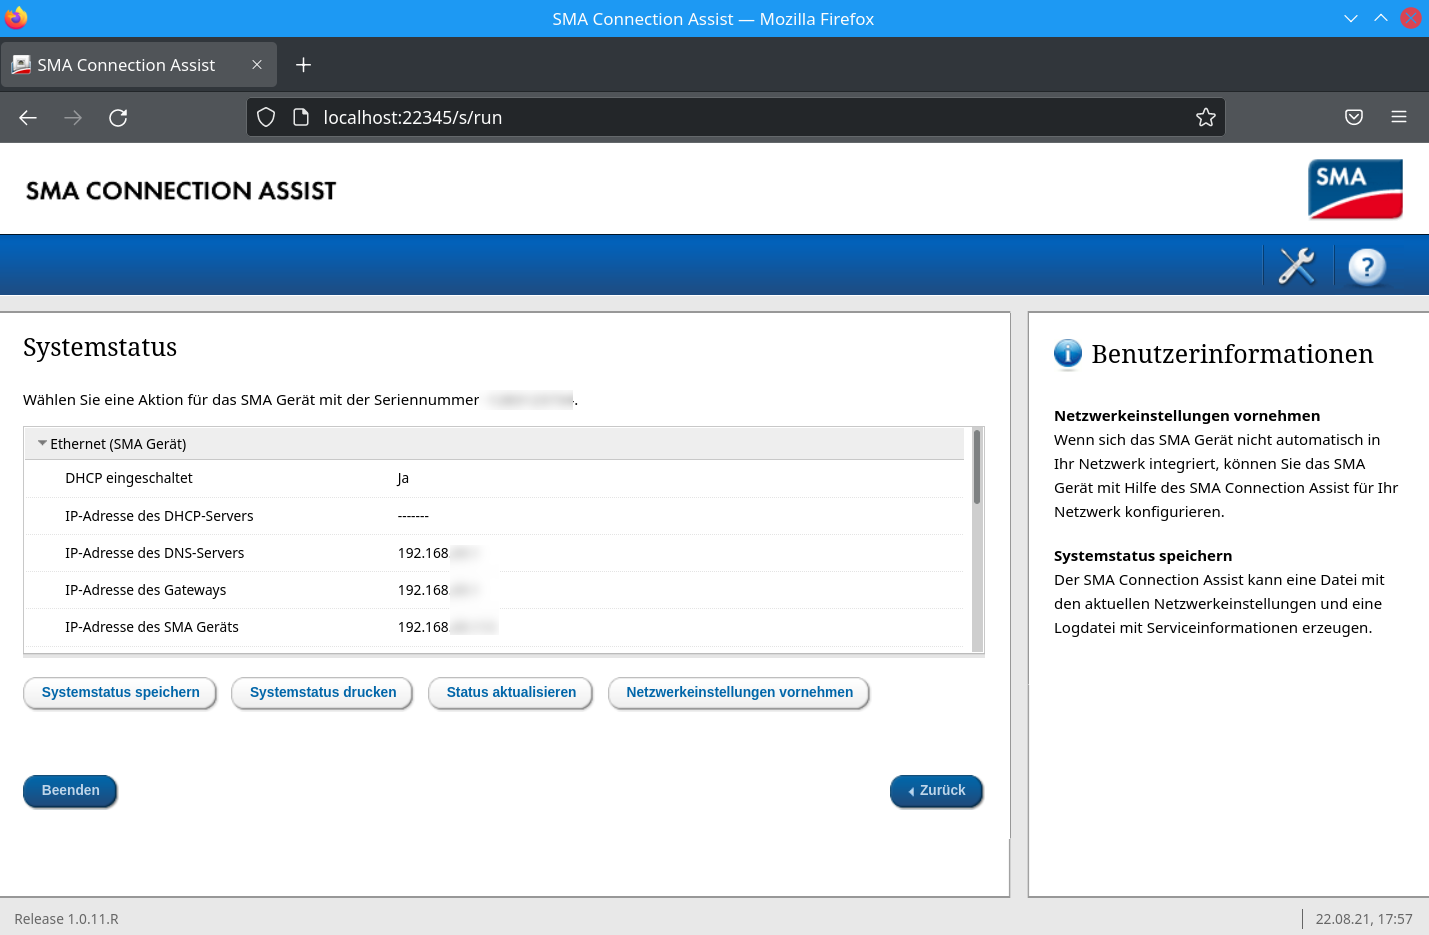 SMA Connection Assist — Mozilla Firefox
SMA Connection Assist
localhost:22345/s/run
SMA CONNECTION ASSIST
SMA
?
Systemstatus
Wählen Sie eine Aktion für das SMA Gerät mit der Seriennummer .
Ethernet (SMA Gerät)
DHCP eingeschaltet Ja
IP-Adresse des DHCP-Servers -------
IP-Adresse des DNS-Servers 192.168
IP-Adresse des Gateways 192.168
IP-Adresse des SMA Geräts 192.168
Systemstatus speichern Systemstatus drucken Status aktualisieren Netzwerkeinstellungen vornehmen
Beenden Zurück
i Benutzerinformationen
Netzwerkeinstellungen vornehmen
Wenn sich das SMA Gerät nicht automatisch in
Ihr Netzwerk integriert, können Sie das SMA
Gerät mit Hilfe des SMA Connection Assist für Ihr
Netzwerk konfigurieren.
Systemstatus speichern
Der SMA Connection Assist kann eine Datei mit
den aktuellen Netzwerkeinstellungen und eine
Logdatei mit Serviceinformationen erzeugen.
Release 1.0.11.R 22.08.21, 17:57